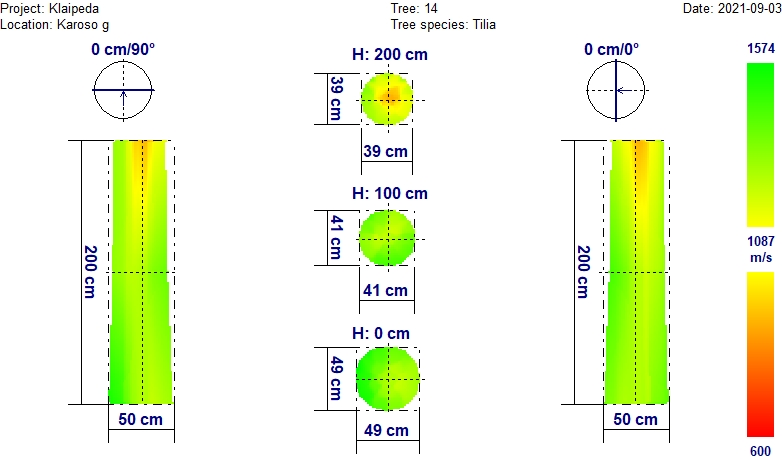 Project: Klaipeda
Tree: 14
Date: 2021-09-03
Location: Karoso g
Tree species: Tilia
0 cm/90°
H: 200 cm
0 cm/0°
1574
39 cm
39 cm
H: 100 cm
41 cm
41 cm
200 cm
200 cm
1087
m/s
H: 0 cm
49 cm
49 cm
50 cm
50 cm
600